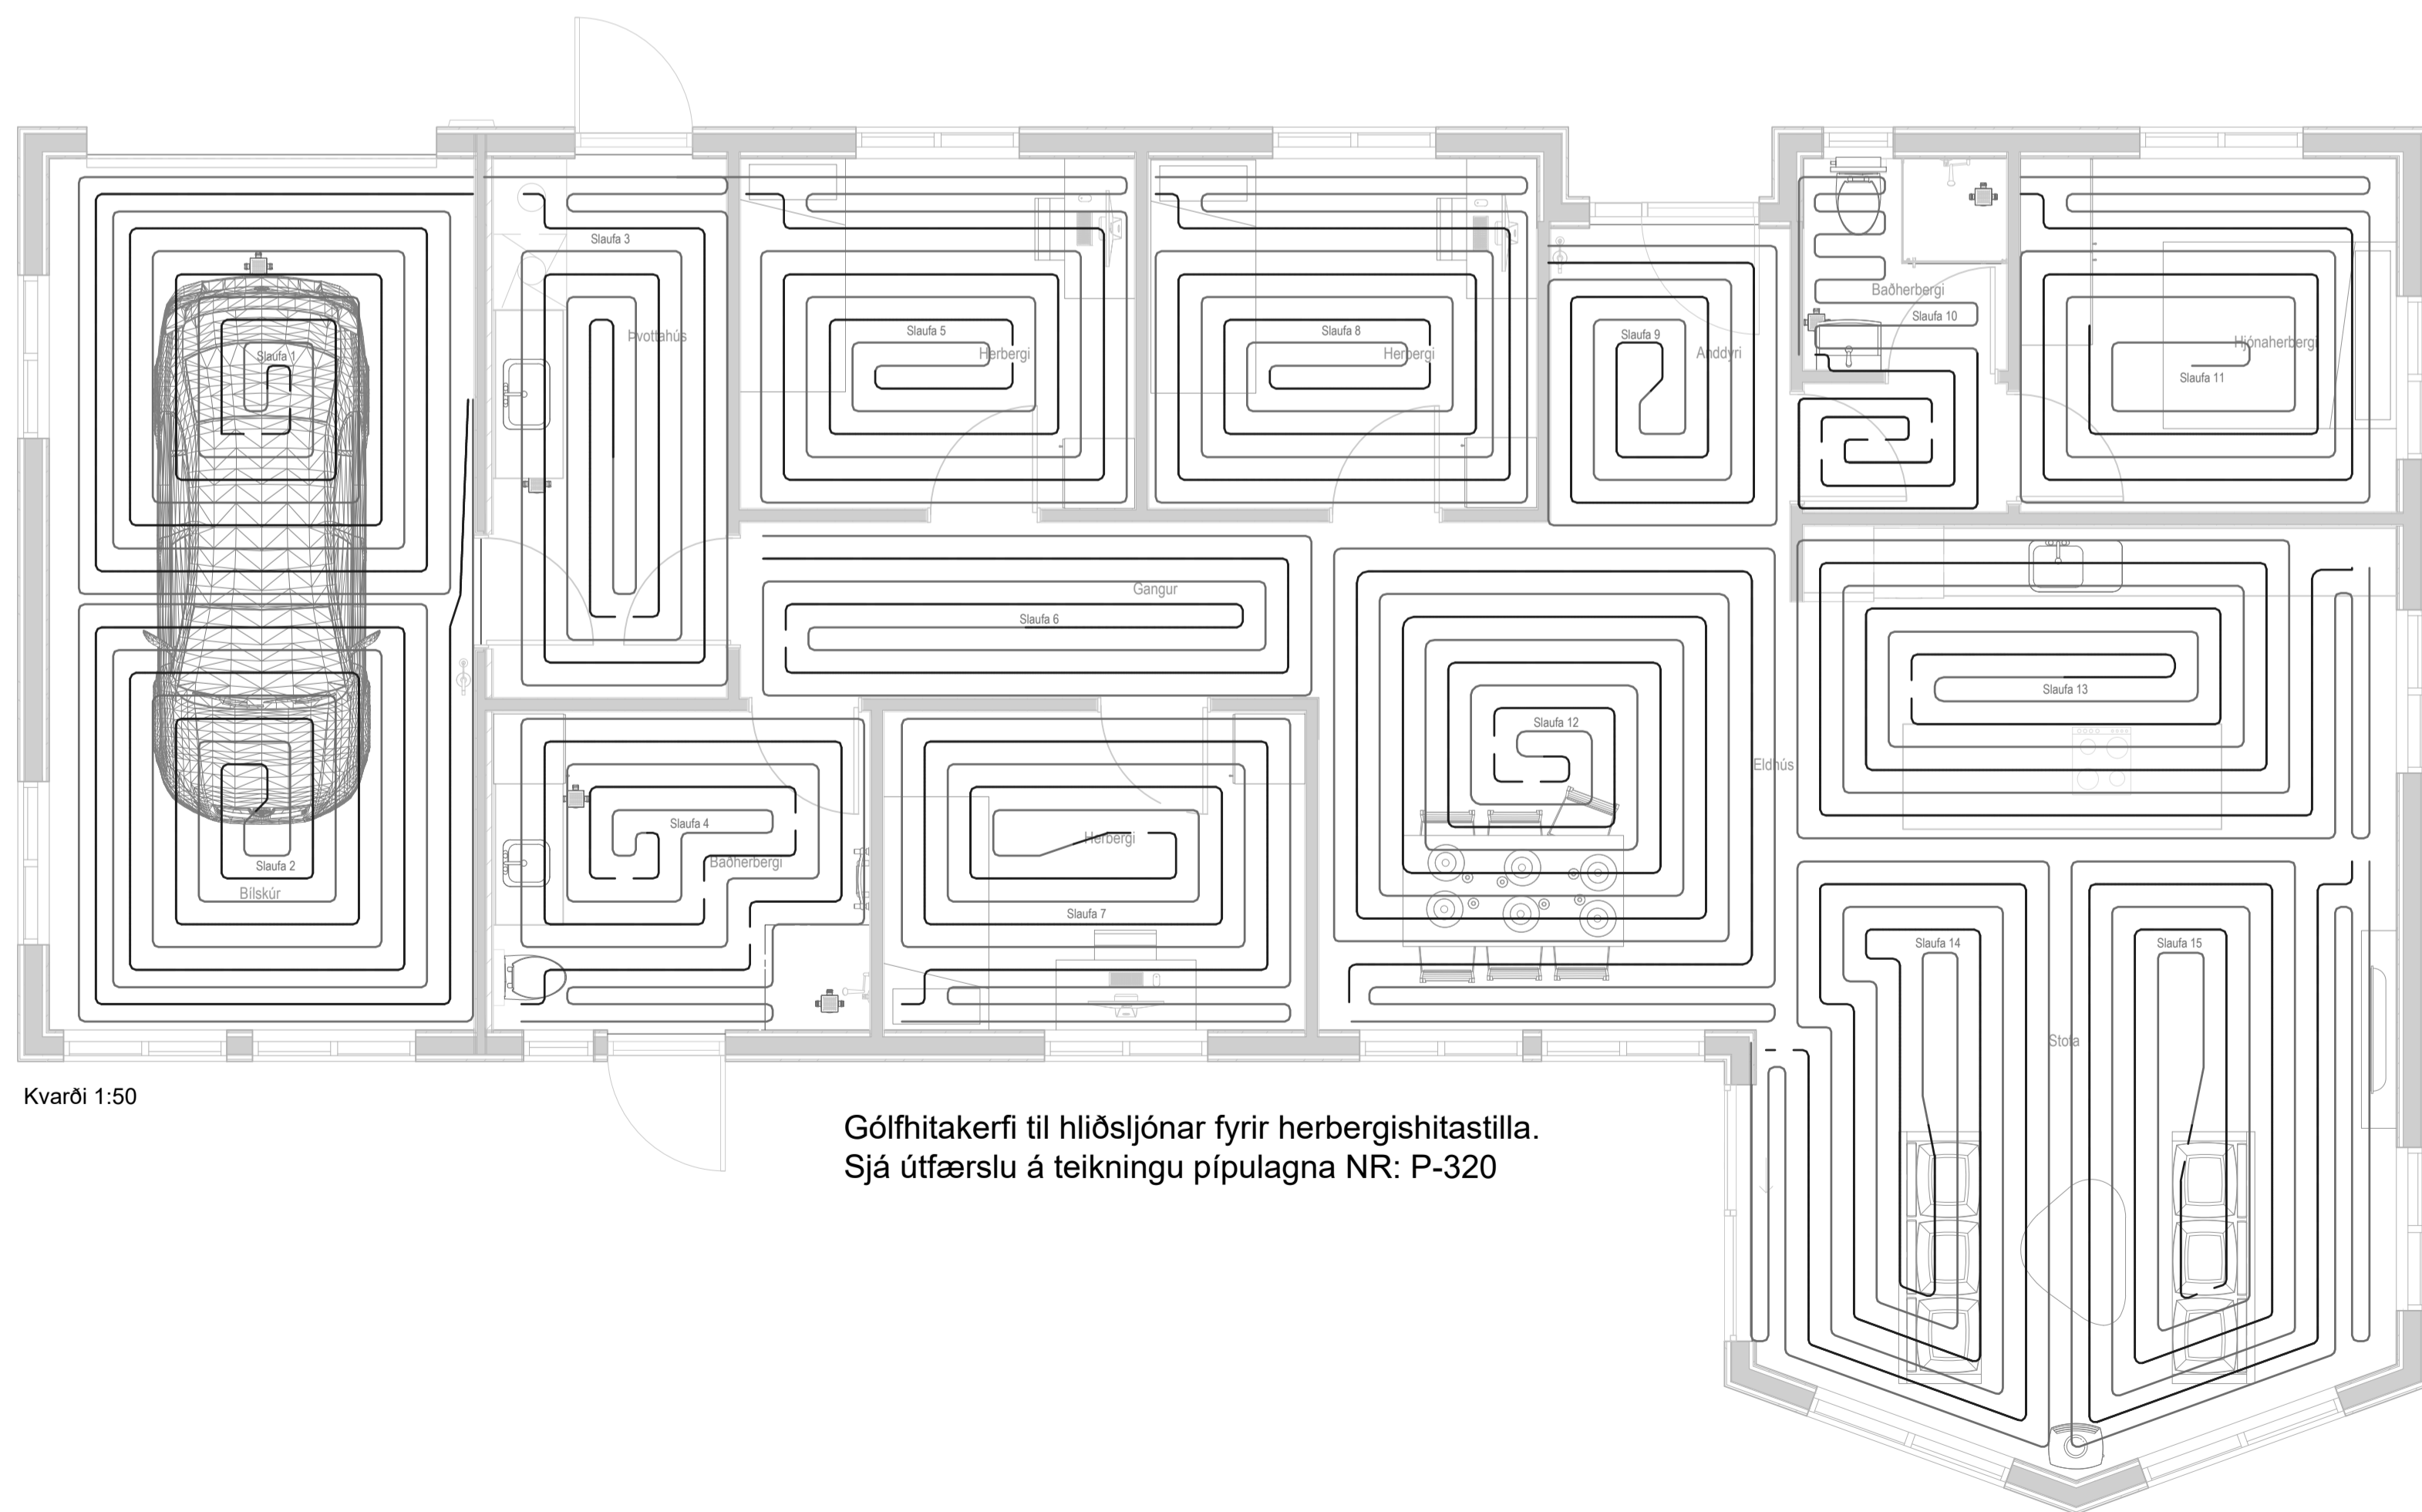 Slaufa 3
Þvottahús
Slaufa 5
Herbergi
Slaufa 8
Herbergi
Slaufa 9
Anddyri
Baðherbergi
Slaufa 10
Hjónaherbergi
Slaufa 11
Slaufa 1
Gangur
Slaufa 6
Slaufa 13
Slaufa 12
Eldhús
Slaufa 4
Baðherbergi
Herbergi
Slaufa 7
Slaufa 2
Bílskúr
Slaufa 14
Slaufa 15
Stofa
Kvarði 1:50
Gólfhitakerfi til hliðsljónar fyrir herbergishitastilla.
Sjá útfærslu á teikningu pípulagna NR: P-320